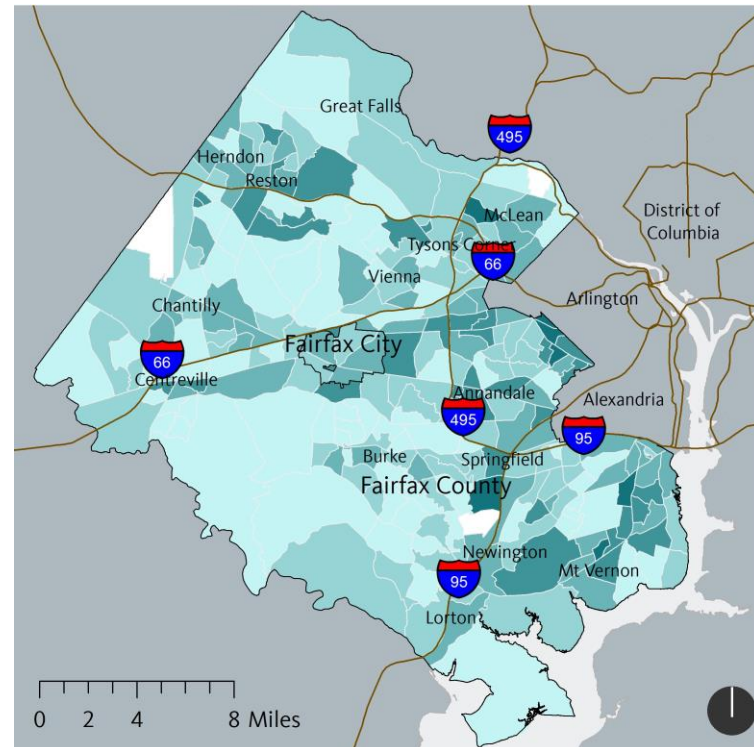 Great Falls
495
Herndon
Reston
McLean
District of
Columbia
Tysons Corner
66
Vienna
Arlington
Chantilly
Fairfax City
66
Centreville
Annandale
Alexandria
495
95
Burke
Springfield
Fairfax County
Newington
Mt Vernon
95
Lorton
0 2 4 8 Miles